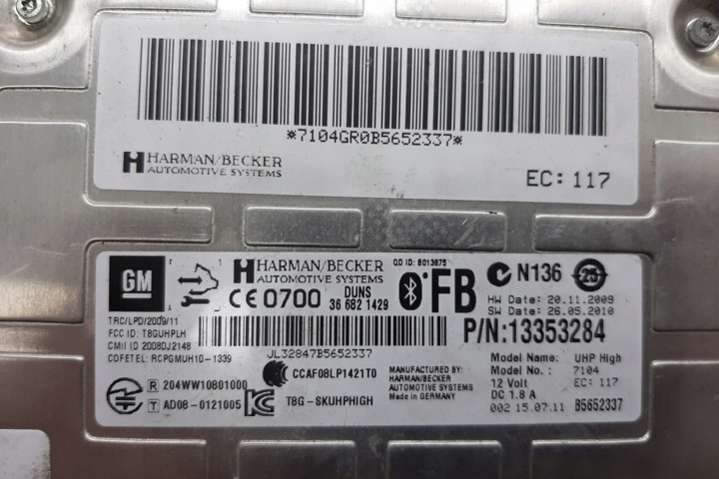 *7104GR0B5652337*
HARMAN/BECKER
AUTOMOTIVE SYSTEMS
EC: 117
GM
HARMAN/BECKER
AUTOMOTIVE SYSTEMS
QD ID: B013675
CE 0700
DUNS
36 682 1429
FB
N136
25
HW Date: 20.11.2009
SW Date: 26.05.2010
P/N:13353284
TRC/LPD/2009/11
FCC ID: T8GUHPLH
CMII ID 2008DJ2148
CDFETEL: RCPGMUH1D-1339
JL32847B5652337
R 204WW10801000
T AD08-0121005
CCAF08LP1421T0
T8G-SKUHPHIGH
MANUFACTURED BY:
HARMAN/BECKER
AUTOMOTIVE SYSTEMS
Made in GERMANY
Model Name: UHP High
Model No.: 7104
12 Volt EC: 117
DC 1.8 A
002 15.07.11 B5652337